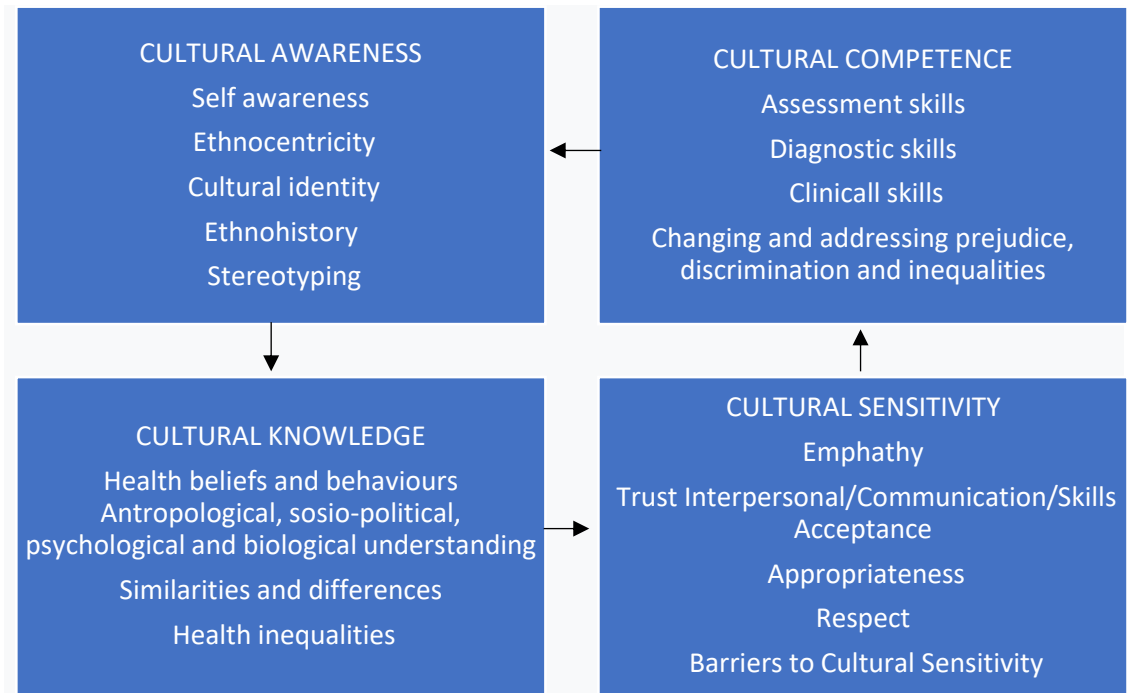 CULTURAL AWARENESS
Self awareness
Ethnocentricity
Cultural identity
Ethnohistory
Stereotyping
CULTURAL COMPETENCE
Assessment skills
Diagnostic skills
Clinicall skills
Changing and addressing prejudice,
discrimination and inequalities
CULTURAL KNOWLEDGE
Health beliefs and behaviours
Antropological, sosio-political,
psychological and biological understanding
Similarities and differences
Health inequalities
CULTURAL SENSITIVITY
Emphathy
Trust Interpersonal/Communication/Skills
Acceptance
Appropriateness
Respect
Barriers to Cultural Sensitivity